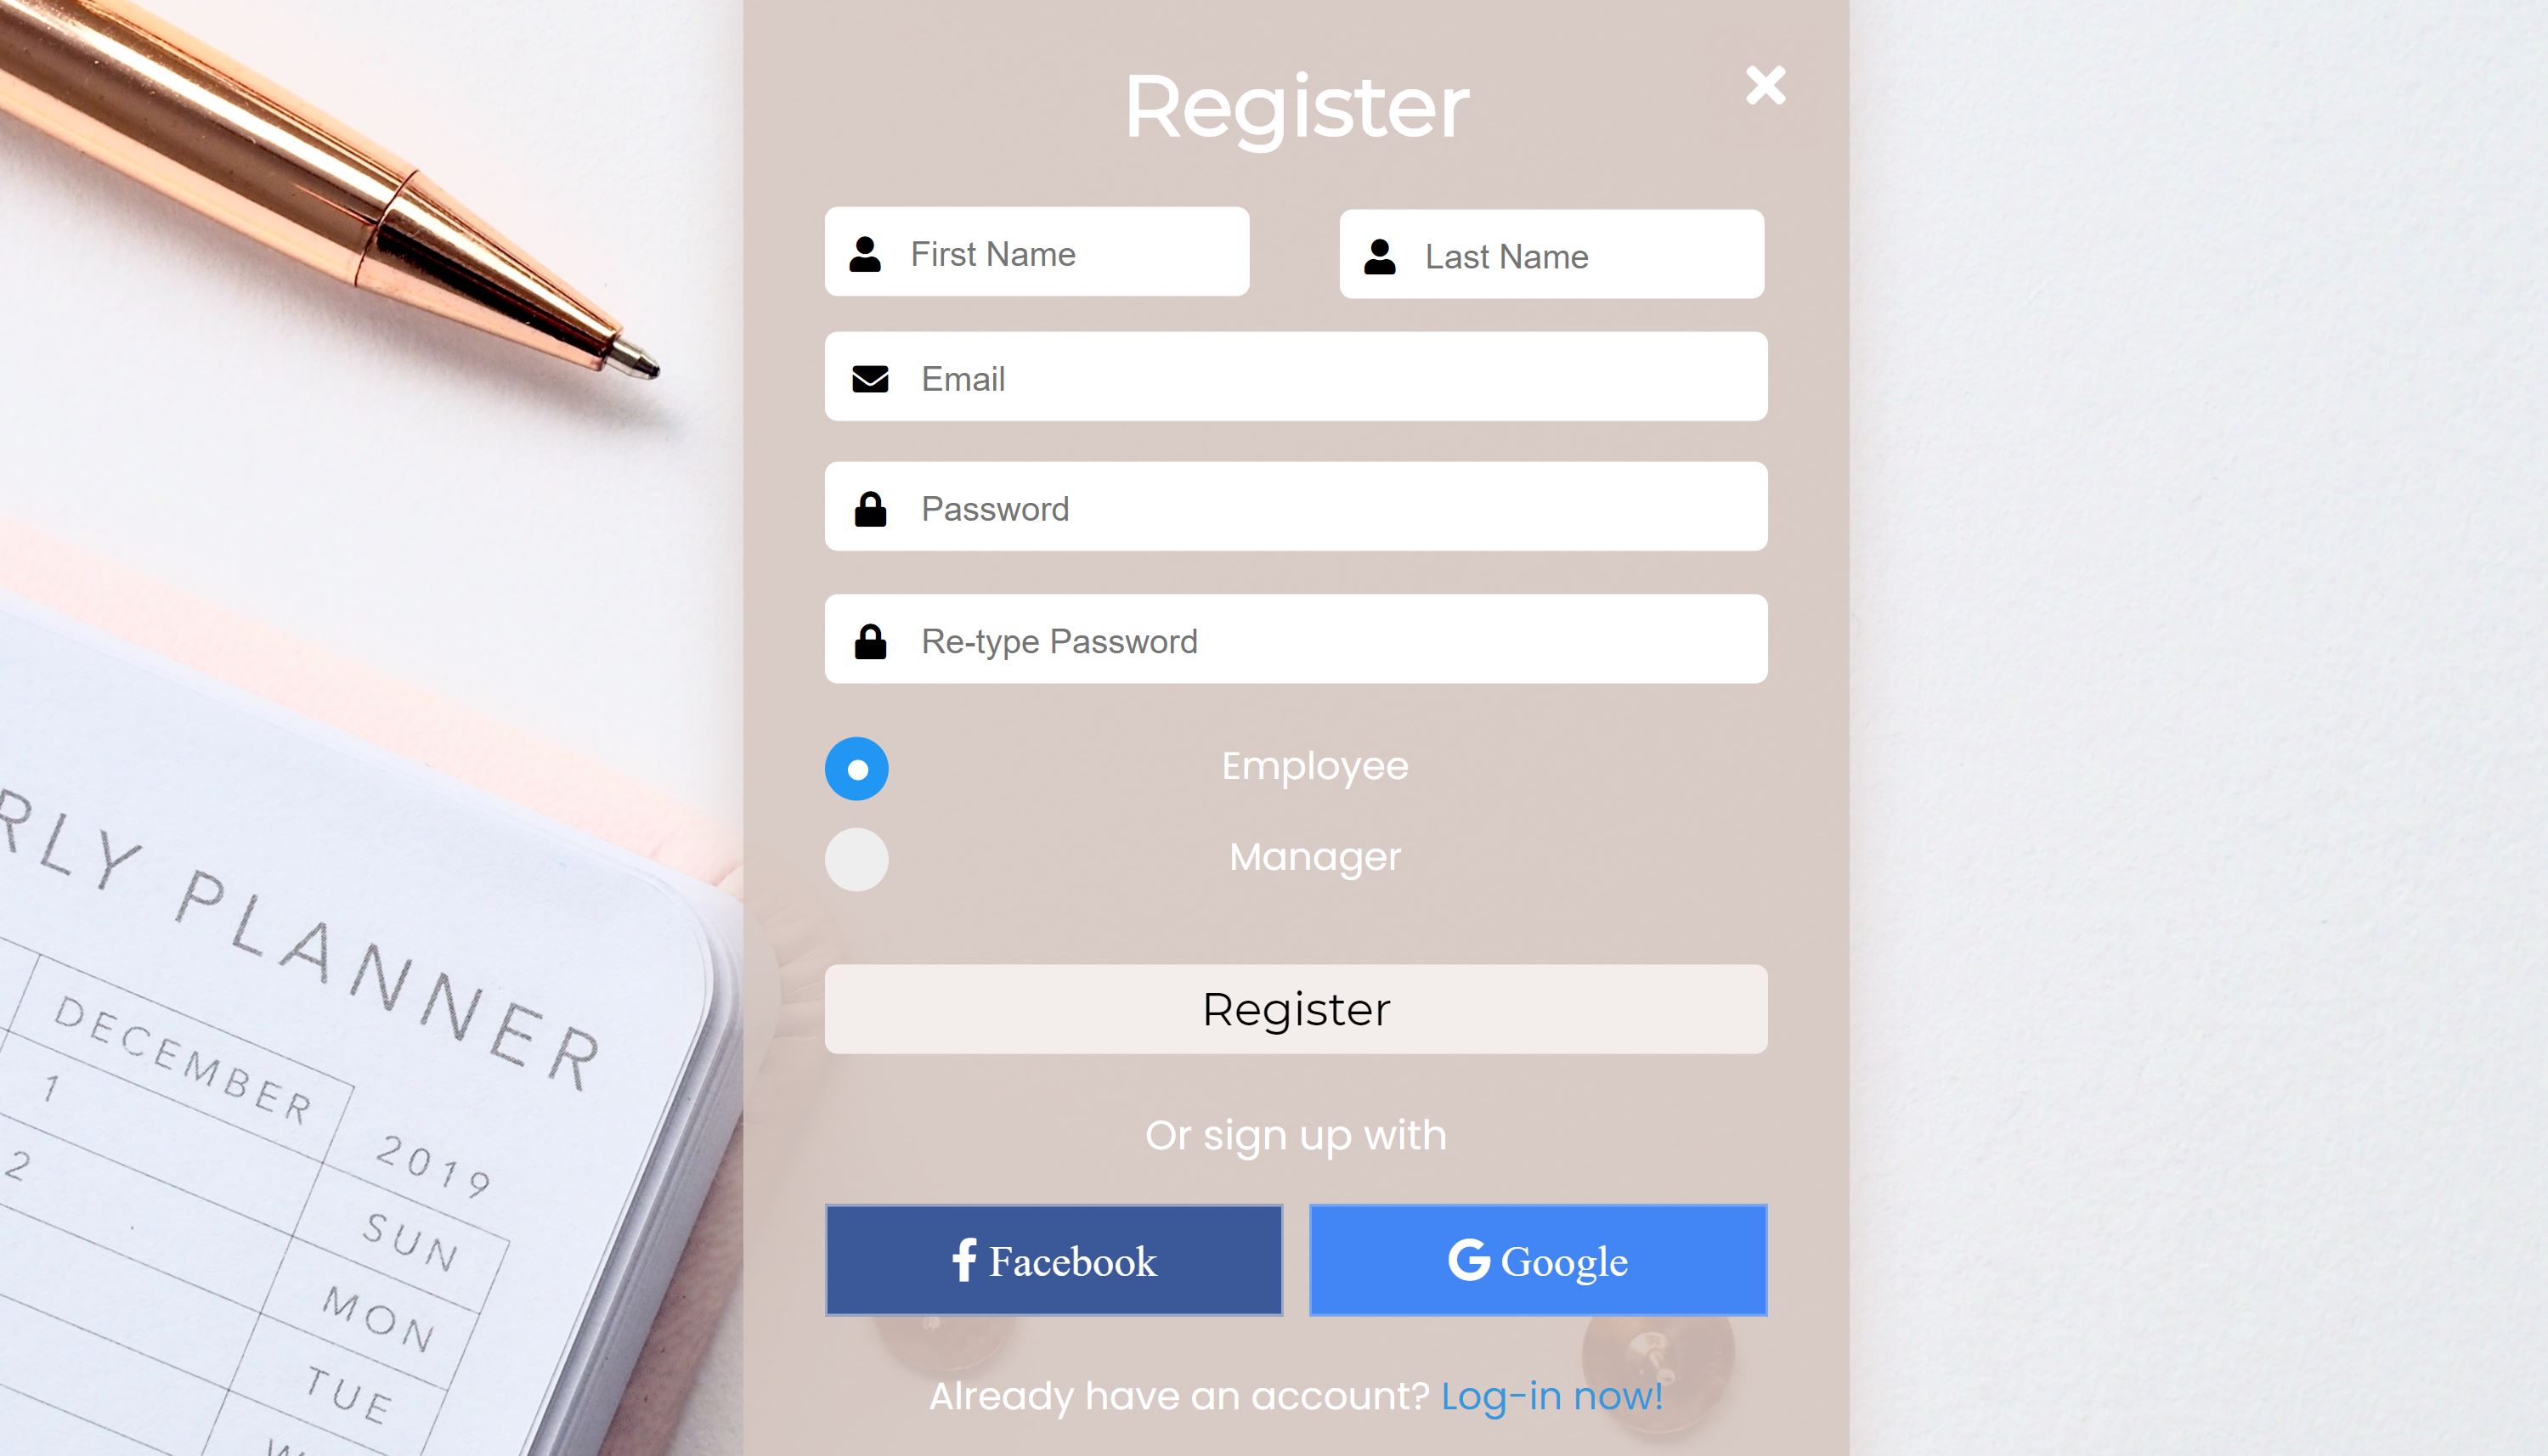 Register
First Name
Last Name
Email
Password
Re-type Password
Employee
Manager
Register
Or sign up with
Facebook
Google
Already have an account? Log-in now!
RLY PLANNER
DECEMBER
1
2019
2
SUN
MON
TUE